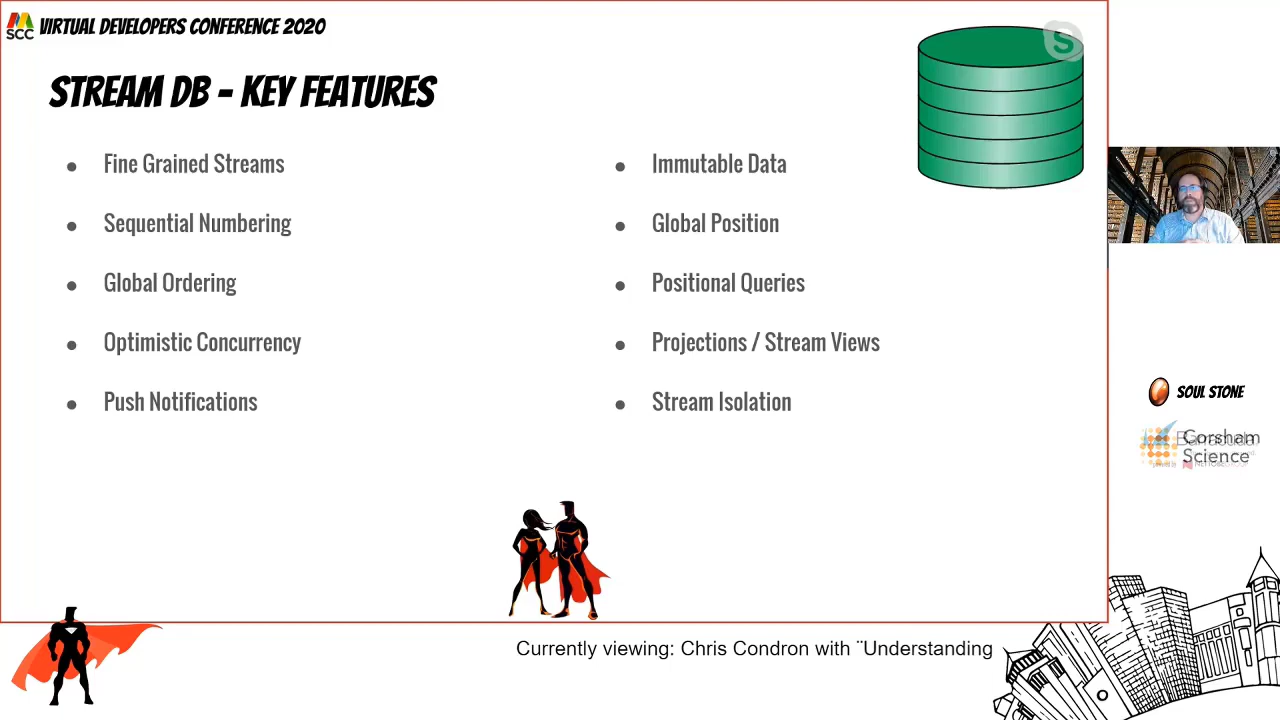 SCC VIRTUAL DEVELOPERS CONFERENCE 2020
STREAM DB - KEY FEATURES
Fine Grained Streams
Sequential Numbering
Global Ordering
Optimistic Concurrency
Push Notifications
Immutable Data
Global Position
Positional Queries
Projections / Stream Views
Stream Isolation
SOUL STONE
Barracuda
Corsham
Science
Currently viewing: Chris Condron with ¨Understanding